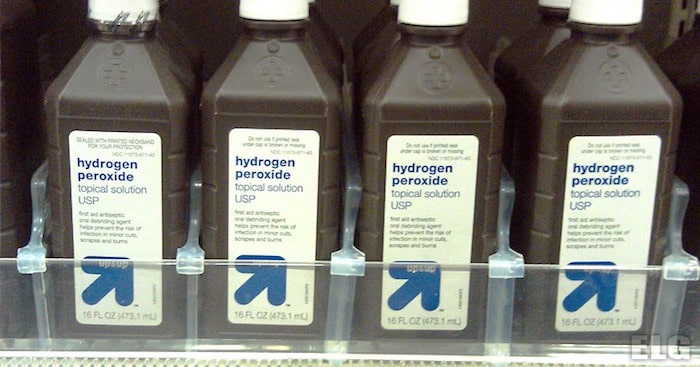 SEALED WITH PRINTED NECKBAND
FOR YOUR PROTECTION
hydrogen
peroxide
topical solution
USP
first aid antiseptic
oral debriding agent
helps prevent the risk of
infection in minor cuts,
scrapes and burns
up&up
16 FL OZ (473.1 mL)
Do not use if printed seal
under cap is broken or missing
hydrogen
peroxide
topical solution
USP
first aid antiseptic
oral debriding agent
helps prevent the risk of
infection in minor cuts,
scrapes and burns
up&up
16 FL OZ (473.1 mL)
Do not use if printed seal
under cap is broken or missing
hydrogen
peroxide
topical solution
USP
first aid antiseptic
oral debriding agent
helps prevent the risk of
infection in minor cuts,
scrapes and burns
up&up
16 FL OZ (473.1 mL)
Do not use if printed seal
under cap is broken or missing
hydrogen
peroxide
topical solution
USP
first aid antiseptic
oral debriding agent
helps prevent the risk of
infection in minor cuts,
scrapes and burns
up&up
16 FL OZ (473.1 mL)
ELG